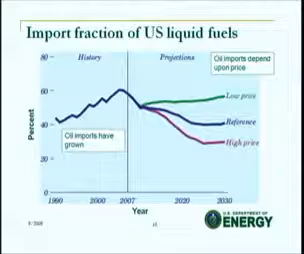 Import fraction of US liquid fuels
80
History
Projections
Oil imports depend
upon price
60
Low price
Percent
40
Reference
High price
Oil imports have
grown
20
0
1990
2000
2007
2020
2030
Year
U.S. DEPARTMENT OF
ENERGY